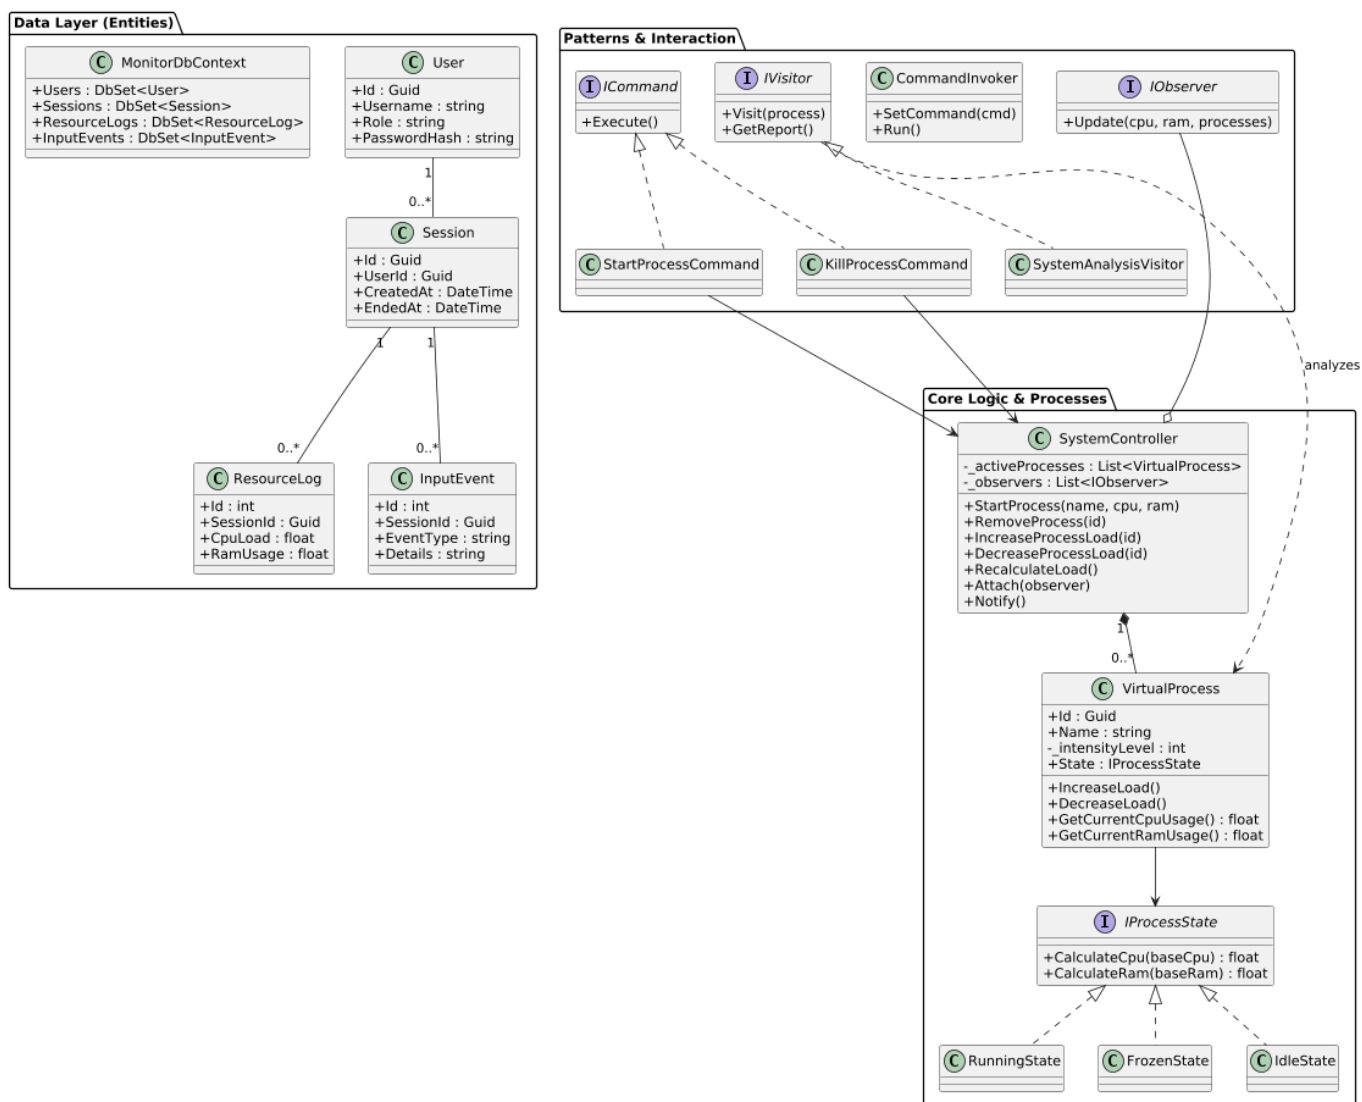 Data Layer (Entities)
C MonitorDbContext
+Users : DbSet<User>
+Sessions : DbSet<Session>
+ResourceLogs : DbSet<ResourceLog>
+InputEvents : DbSet<InputEvent>
C User
+Id : Guid
+Username : string
+Role : string
+PasswordHash : string
1
0..*
C Session
+Id : Guid
+UserId : Guid
+CreatedAt : DateTime
+EndedAt : DateTime
1
1
0..*
0..*
C ResourceLog
+Id : int
+SessionId : Guid
+CpuLoad : float
+RamUsage : float
C InputEvent
+Id : int
+SessionId : Guid
+EventType : string
+Details : string
Patterns & Interaction
I ICommand
+Execute()
I IVisitor
+Visit(process)
+GetReport()
C CommandInvoker
+SetCommand(cmd)
+Run()
I IObserver
+Update(cpu, ram, processes)
C StartProcessCommand
C KillProcessCommand
C SystemAnalysisVisitor
analyzes
Core Logic & Processes
C SystemController
-_activeProcesses : List<VirtualProcess>
-_observers : List<IObserver>
+StartProcess(name, cpu, ram)
+RemoveProcess(id)
+IncreaseProcessLoad(id)
+DecreaseProcessLoad(id)
+RecalculateLoad()
+Attach(observer)
+Notify()
1
0..*
C VirtualProcess
+Id : Guid
+Name : string
-_intensityLevel : int
+State : IProcessState
+IncreaseLoad()
+DecreaseLoad()
+GetCurrentCpuUsage() : float
+GetCurrentRamUsage() : float
I IProcessState
+CalculateCpu(baseCpu) : float
+CalculateRam(baseRam) : float
C RunningState
C FrozenState
C IdleState